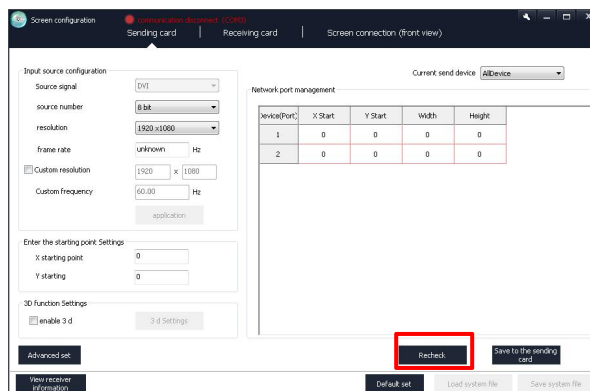 Screen configuration
communication disconnect (COM3)
Sending card | Receiving card | Screen connection (front view)
Input source configuration
Source signal DVI
source number 8 bit
resolution 1920 x1080
frame rate unknown Hz
Custom resolution 1920 x 1080
Custom frequency 60.00 Hz
application
Enter the starting point Settings
X starting point 0
Y starting 0
3D function Settings
enable 3 d 3 d Settings
Current send device AllDevice
Network port management
Device(Port) X Start Y Start Width Height
1 0 0 0 0
2 0 0 0 0
Advanced set Recheck Save to the sending
card
View receiver
information
Default set Load system file Save system file